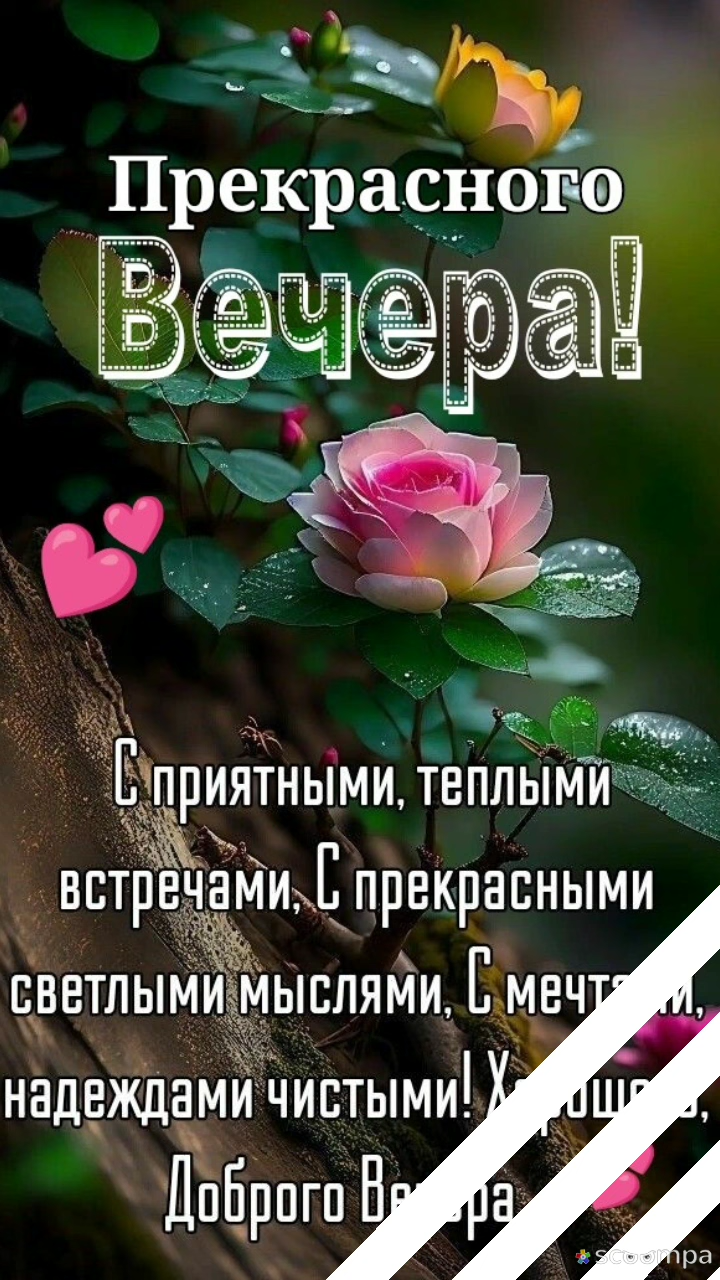 Прекрасного
Вечера!
С приятными, теплыми
встречами, С прекрасными
светлыми мыслями, С
надеждами чистыми!
Доброго